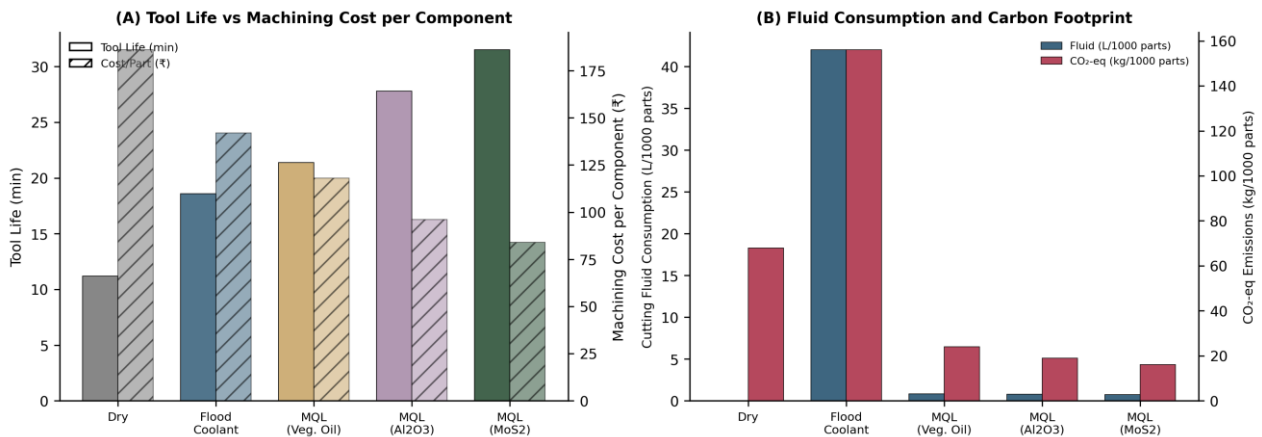 (A) Tool Life vs Machining Cost per Component
Tool Life (min)
Cost/Part (₹)
Tool Life (min)
30
25
20
15
10
5
0
175
150
125
100
75
50
25
0
Machining Cost per Component (₹)
Dry
Flood
Coolant
MQL
(Veg. Oil)
MQL
(Al2O3)
MQL
(MoS2)
(B) Fluid Consumption and Carbon Footprint
Fluid (L/1000 parts)
CO₂-eq (kg/1000 parts)
Cutting Fluid Consumption (L/1000 parts)
40
35
30
25
20
15
10
5
0
160
140
120
100
80
60
40
20
0
CO₂-eq Emissions (kg/1000 parts)
Dry
Flood
Coolant
MQL
(Veg. Oil)
MQL
(Al2O3)
MQL
(MoS2)